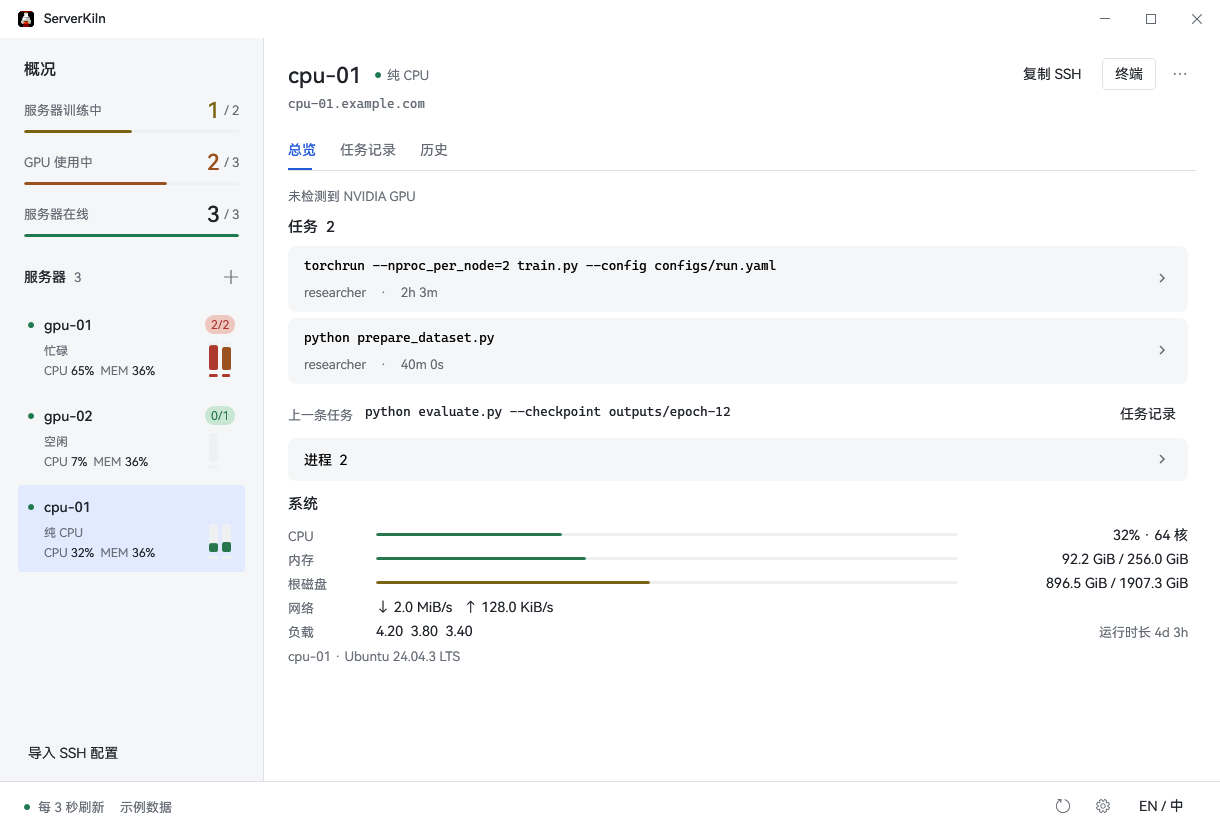 ServerKiln
概况
服务器训练中 1 / 2
GPU 使用中 2 / 3
服务器在线 3 / 3
服务器 3
gpu-01 2/2
忙碌
CPU 65% MEM 36%
gpu-02 0/1
空闲
CPU 7% MEM 36%
cpu-01
纯 CPU
CPU 32% MEM 36%
导入 SSH 配置
cpu-01 纯 CPU
cpu-01.example.com
复制 SSH 终端 ···
总览 任务记录 历史
未检测到 NVIDIA GPU
任务 2
torchrun --nproc_per_node=2 train.py --config configs/run.yaml
researcher · 2h 3m
python prepare_dataset.py
researcher · 40m 0s
上一条任务 python evaluate.py --checkpoint outputs/epoch-12 任务记录
进程 2
系统
CPU 32% · 64 核
内存 92.2 GiB / 256.0 GiB
根磁盘 896.5 GiB / 1907.3 GiB
网络 ↓ 2.0 MiB/s ↑ 128.0 KiB/s
负载 4.20 3.80 3.40 运行时长 4d 3h
cpu-01 · Ubuntu 24.04.3 LTS
每 3 秒刷新 示例数据 EN / 中